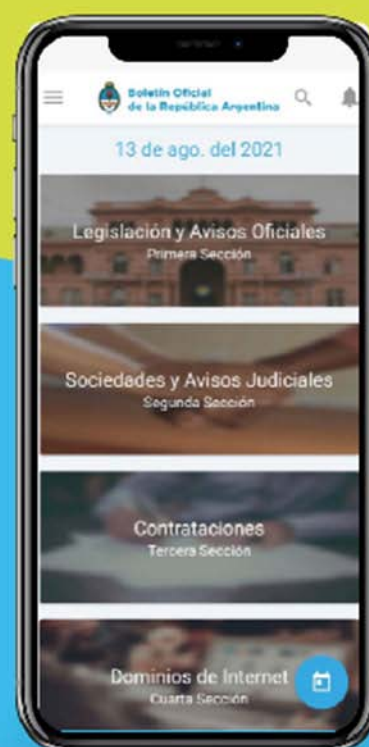 Boletín Oficial
de la República Argentina
13 de ago. del 2021
Legislación y Avisos Oficiales
Primera Sección
Sociedades y Avisos Judiciales
Segunda Sección
Contrataciones
Tercera Sección
Dominios de Internet
Cuarta Sección